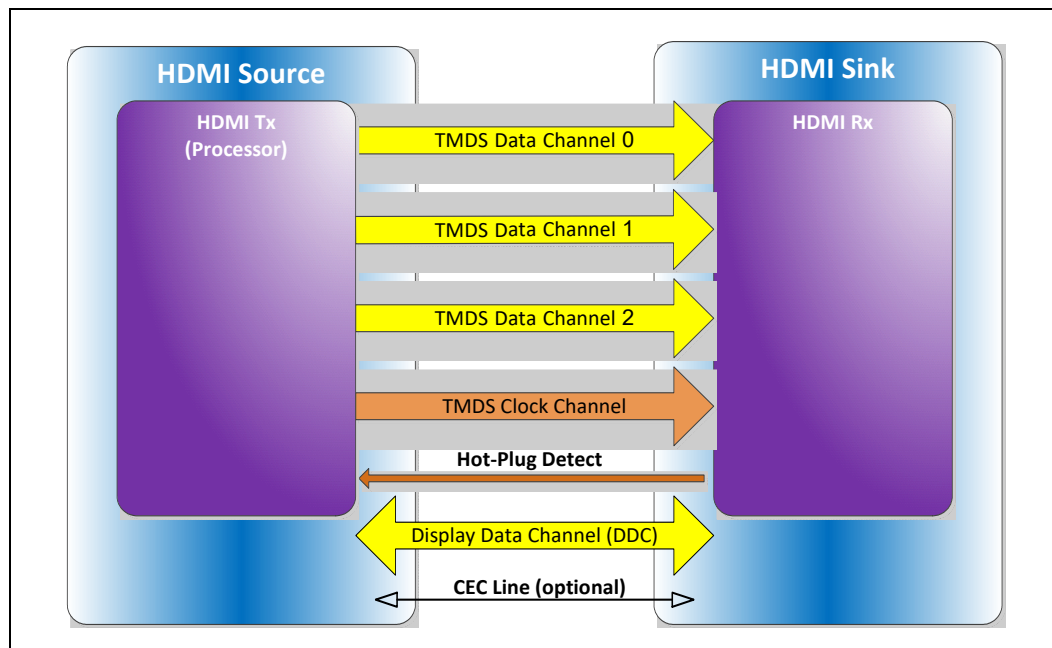 HDMI Source
HDMI Sink
HDMI Tx
(Processor)
HDMI Rx
TMDS Data Channel 0
TMDS Data Channel 1
TMDS Data Channel 2
TMDS Clock Channel
Hot-Plug Detect
Display Data Channel (DDC)
CEC Line (optional)